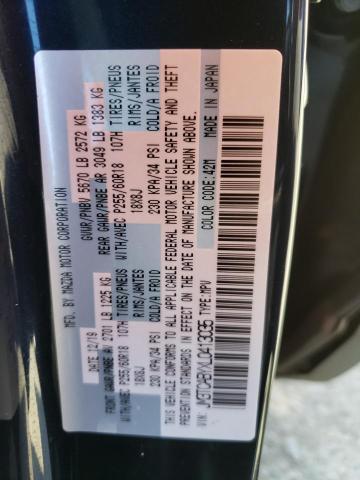 MFD. BY MAZDA MOTOR CORPORATION
12/19 GWVR/PNBV 5670 LB 2572 KG
FRONT GAWR/PNBE AV 2701 LB 1225 KG REAR GAWR/PNBE AR 3049 LB 1383 KG
WITH/AVEC P255/60R18 107H TIRES/PNEUS WITH/AVEC P255/60R18 107H TIRES/PNEUS
18X8J RIMS/JANTES 18X8J RIMS/JANTES
230 KPA/34 PSI COLD/A FROID 230 KPA/34 PSI COLD/A FROID
THIS VEHICLE CONFORMS TO ALL APPLICABLE FEDERAL MOTOR VEHICLE SAFETY AND THEFT
PREVENTION STANDARDS IN EFFECT ON THE DATE OF MANUFACTURE SHOWN ABOVE.
TYPE:MPV COLOR CODE:42M MADE IN JAPAN